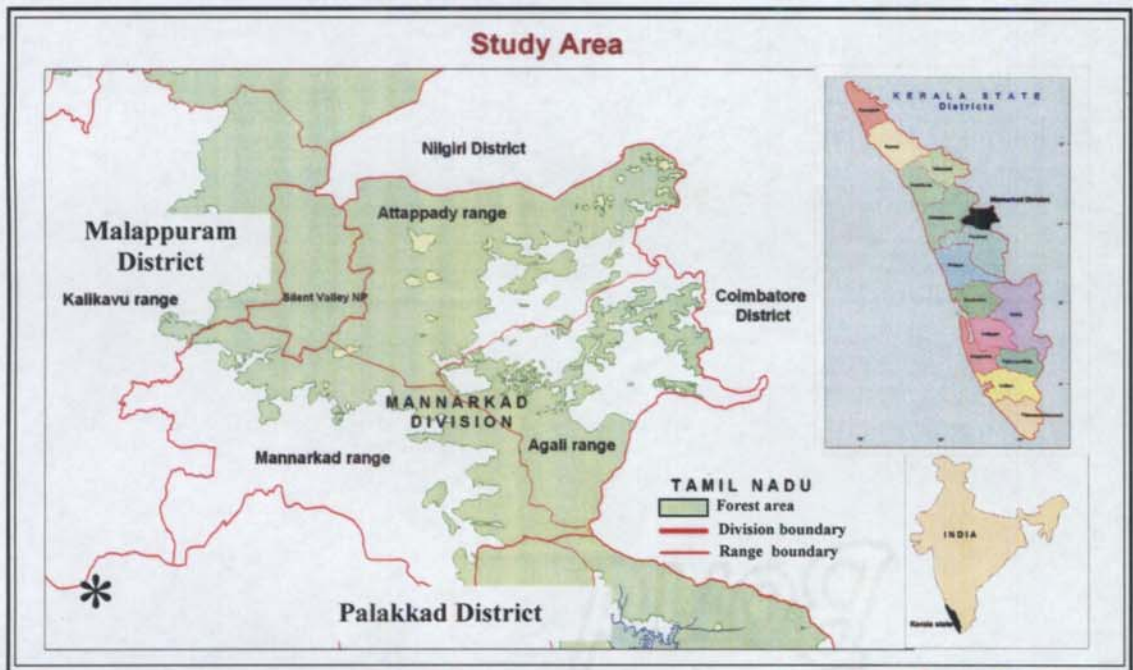 Study Area
Nilgiri District
Attappady range
Malappuram
District
Kalikavu range
Silent Valley NP
Coimbatore
District
MANNARKAD
DIVISION
Mannarkad range
Agali range
TAMIL NADU
Forest area
Division boundary
Range boundary
*
Palakkad District
KERALA STATE
Districts
Mannarkad Division
INDIA
Kerala state